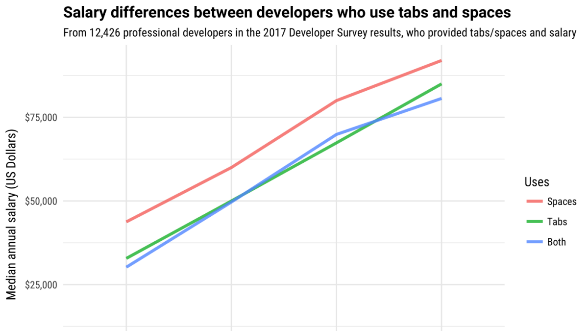 Salary differences between developers who use tabs and spaces
From 12,426 professional developers in the 2017 Developer Survey results, who provided tabs/spaces and salary
$75,000
$50,000
$25,000
Median annual salary (US Dollars)
Uses
Spaces
Tabs
Both